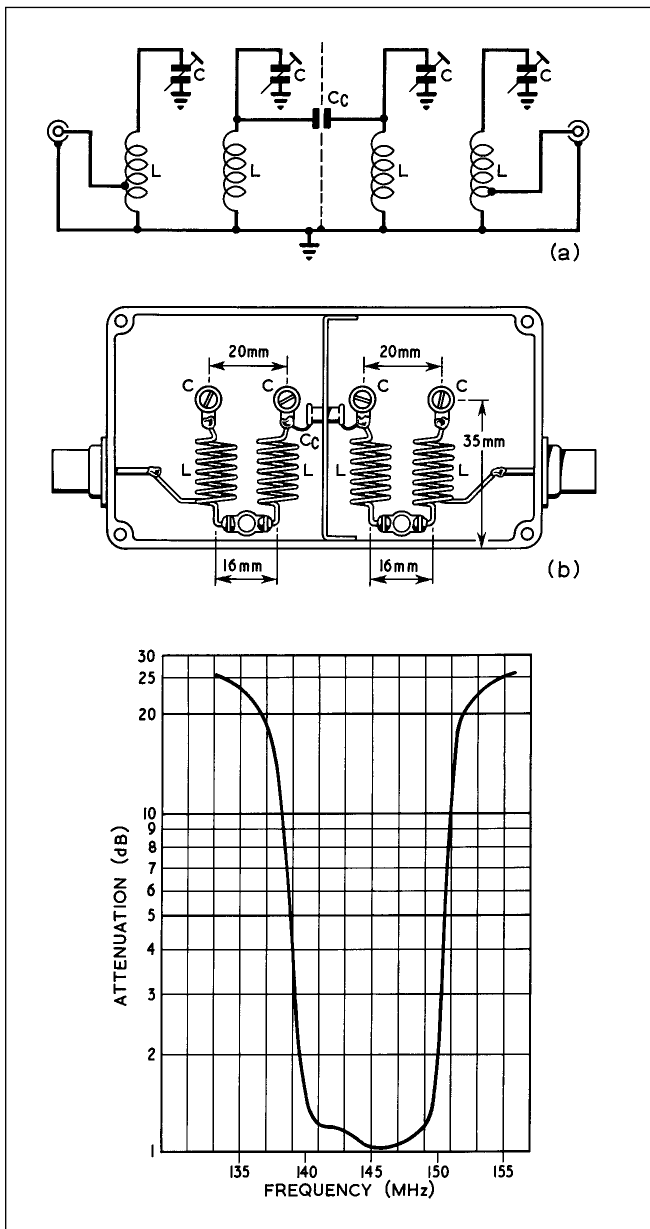 C C C C
Cc
L L L L
(a)
20mm 20mm
C C C C
Cc
35mm
L L L L
16mm 16mm
(b)
30
25
20
10
9
8
7
6
5
4
3
2
1
ATTENUATION (dB)
135 140 145 150 155
FREQUENCY (MHz)